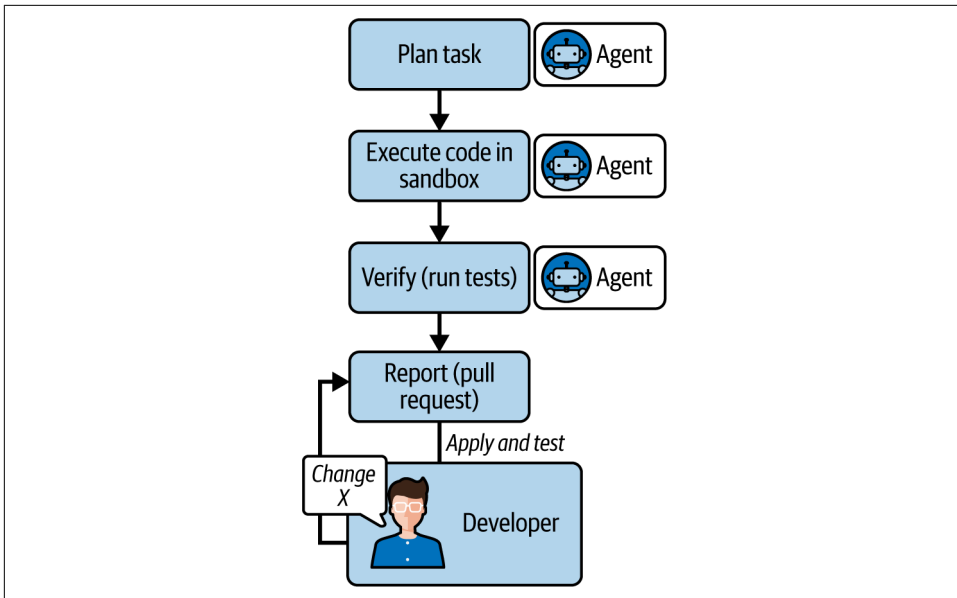 Plan task
Agent
Execute code in
sandbox
Agent
Verify (run tests)
Agent
Report (pull
request)
Apply and test
Change
X
Developer